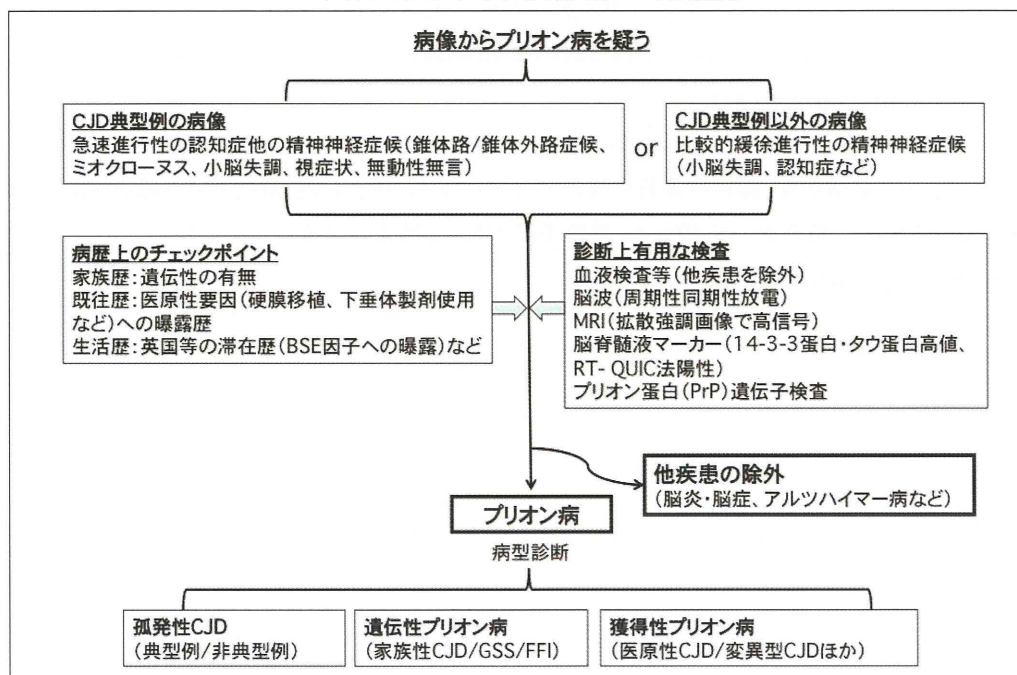 病像からプリオン病を疑う
CJD典型例の病像
急速進行性の認知症他の精神神経症候(錐体路/錐体外路症候、
ミオクローヌス、小脳失調、視症状、無動性無言)
or
CJD典型例以外の病像
比較的緩徐進行性の精神神経症候
(小脳失調、認知症など)
病歴上のチェックポイント
家族歴:遺伝性の有無
既往歴:医原性要因(硬膜移植、下垂体製剤使用
など)への曝露歴
生活歴:英国等の滞在歴(BSE因子への曝露)など
診断上有用な検査
血液検査等(他疾患を除外)
脳波(周期性同期性放電)
MRI(拡散強調画像で高信号)
脳脊髄液マーカー(14-3-3蛋白・タウ蛋白高値、
RT- QUIC法陽性)
プリオン蛋白(PrP)遺伝子検査
他疾患の除外
(脳炎・脳症、アルツハイマー病など)
プリオン病
病型診断
孤発性CJD
(典型例/非典型例)
遺伝性プリオン病
(家族性CJD/GSS/FFI)
獲得性プリオン病
(医原性CJD/変異型CJDほか)